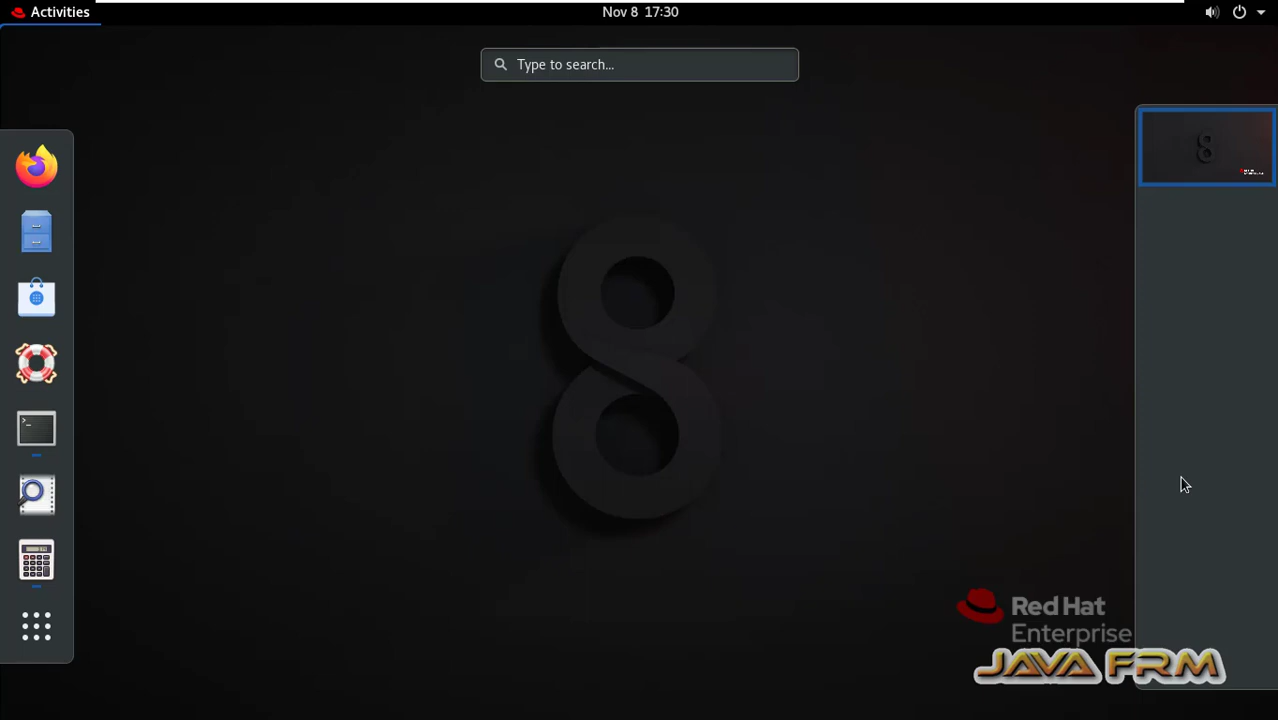 Activities
Nov 8 17:30
Type to search...
8
Red Hat
Enterprise
JAVA FRM